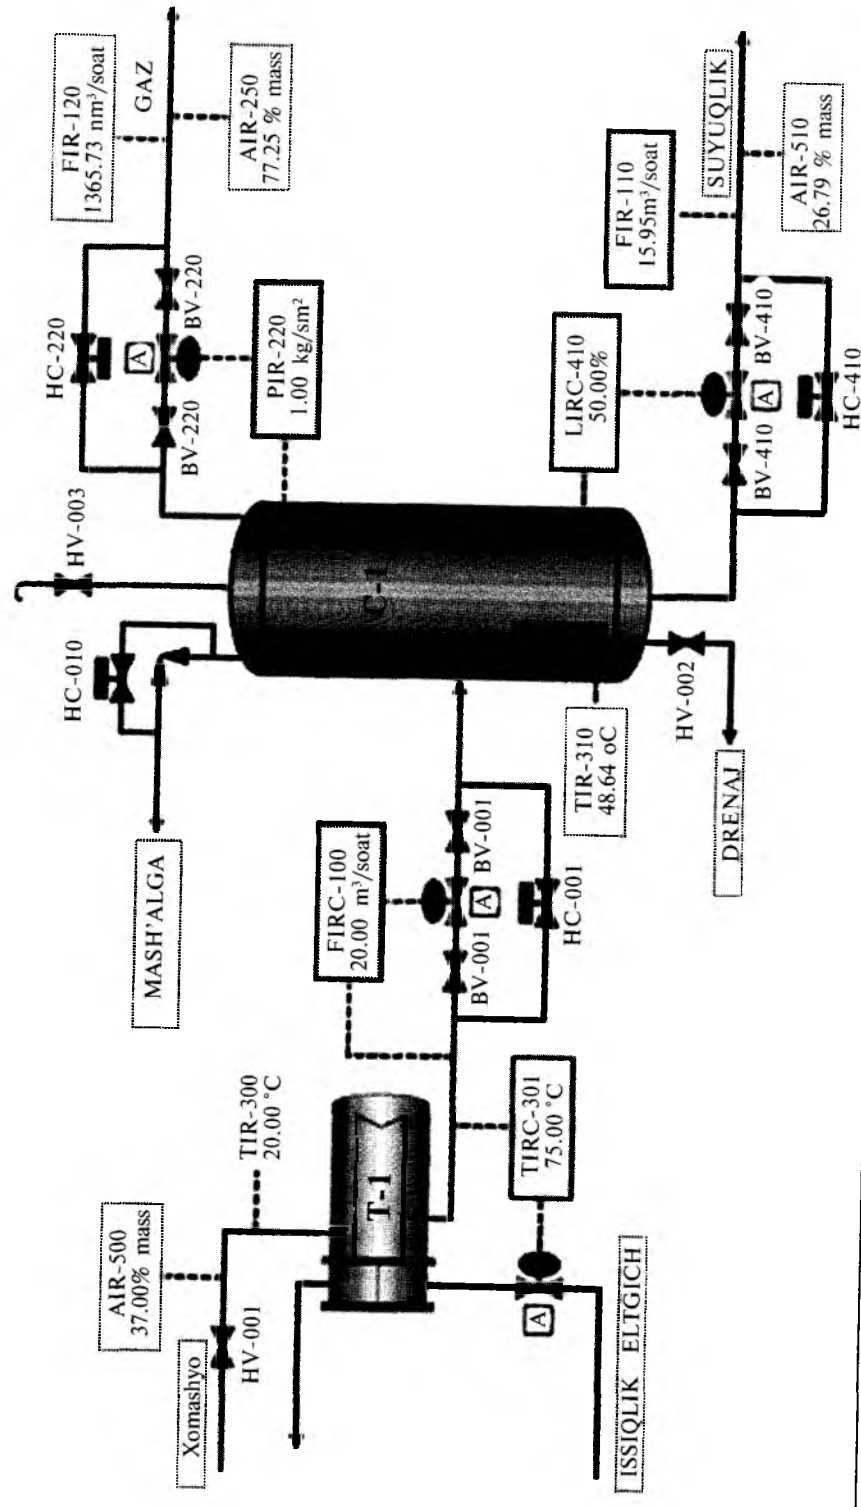 Xomashyo
AIR-500
37.00% mass
HV-001
TIR-300
20.00 °C
T-1
ISSIQLIK ELTGICH
A
TIRC-301
75.00 °C
MASH'ALGA
HC-010
HV-003
FIRC-100
20.00 m³/soat
BV-001
A
BV-001
HC-001
TIR-310
48.64 oC
C-1
HV-002
DRENAJ
HC-220
BV-220
A
BV-220
PIR-220
1.00 kg/sm²
FIR-120
1365.73 nm³/soat
GAZ
AIR-250
77.25 % mass
LIRC-410
50.00%
FIR-110
15.95m³/soat
SUYUQLIK
BV-410
A
BV-410
HC-410
AIR-510
26.79 % mass